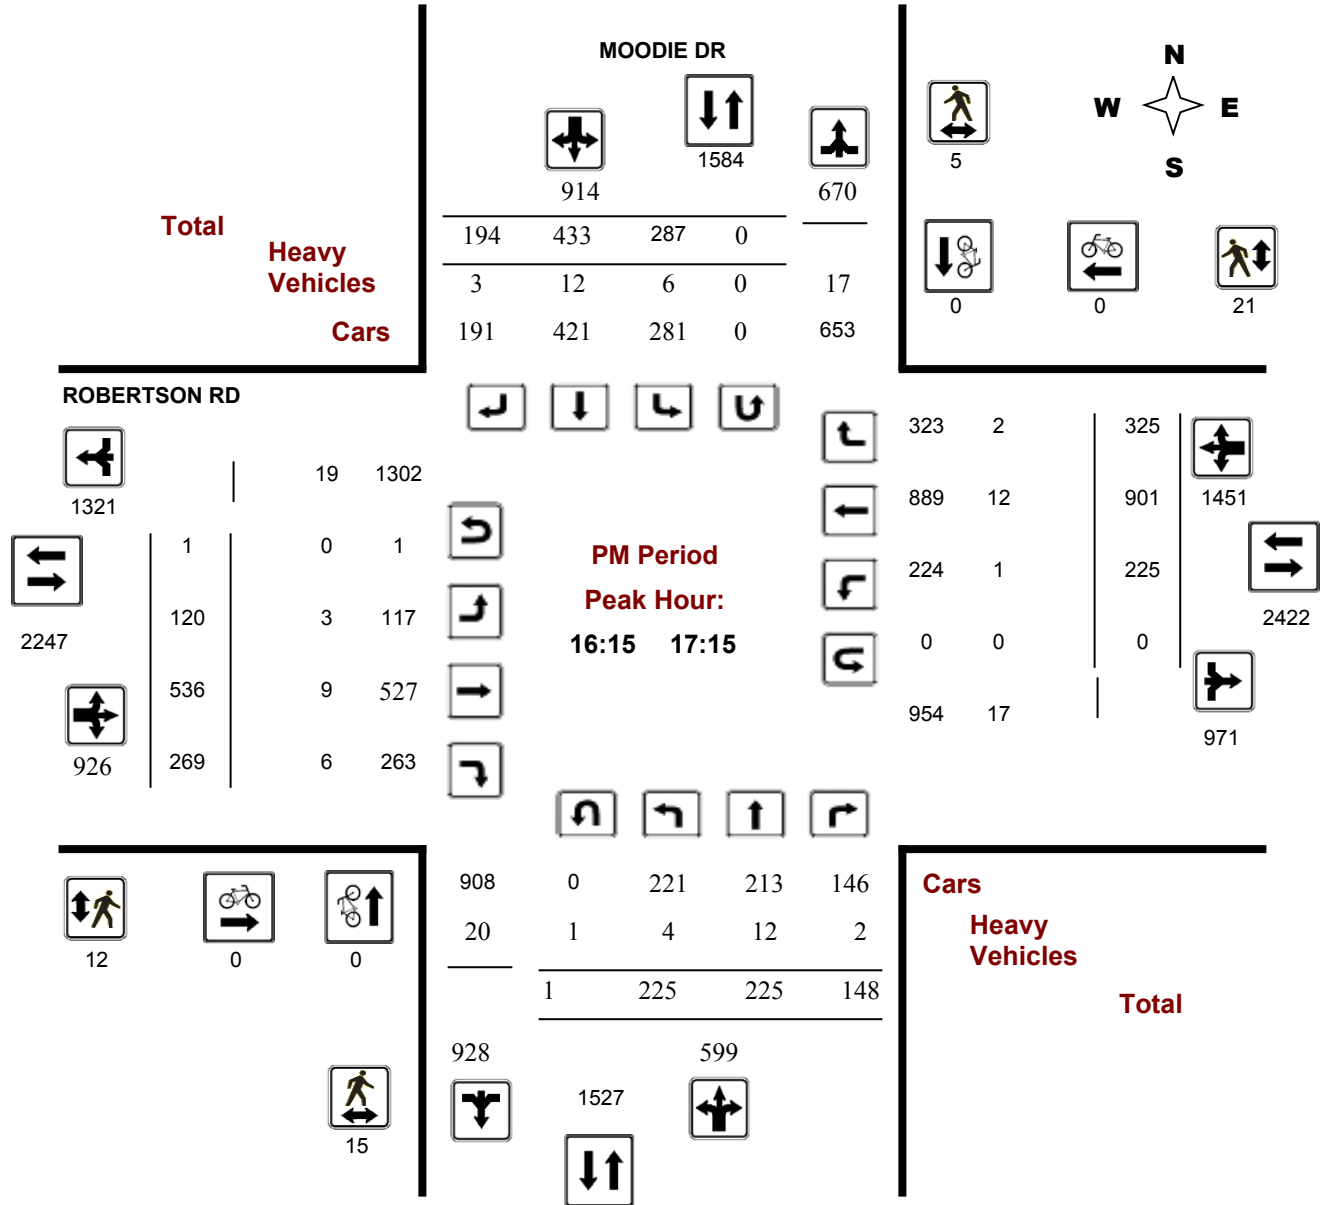 MOODIE DR
N
W E
S
1584
5
914 670
Total
194 433 287 0
Heavy
Vehicles
3 12 6 0 17
0 0 21
Cars
191 421 281 0 653
ROBERTSON RD
323 2 325
19 1302
1321
889 12 901 1451
1 0 1
PM Period
224 1 225
Peak Hour:
120 3 117
2422
2247
16:15 17:15
0 0 0
536 9 527
954 17
971
926 269 6 263
908 0 221 213 146
Cars
20 1 4 12 2
Heavy
Vehicles
12 0 0
1 225 225 148
Total
928 599
1527
15